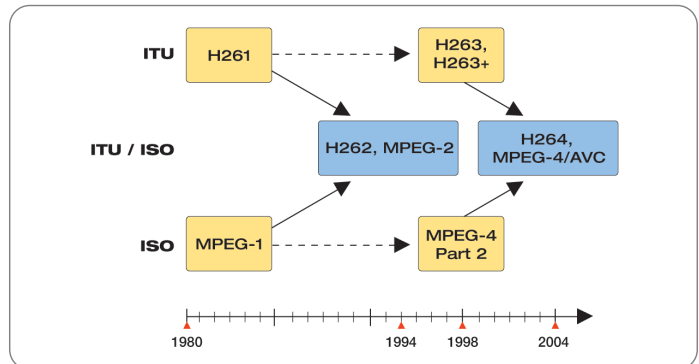 ITU
H261
H263,
H263+
ITU / ISO
H262, MPEG-2
H264,
MPEG-4/AVC
ISO
MPEG-1
MPEG-4
Part 2
1980
1994
1998
2004